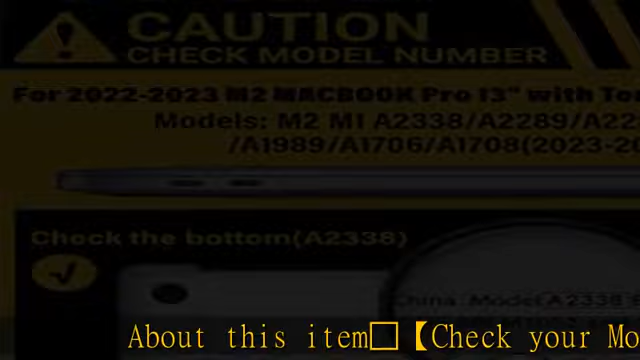 CAUTION
CHECK MODEL NUMBER
For 2022-2023 M2 MACBOOK Pro 13" with
Models: M2 M1 A2338/A2289/A22
/A1989/A1706/A1708(2023-20
Check the bottom(A2338)
China Model A2338
About this item□【Check your Mo